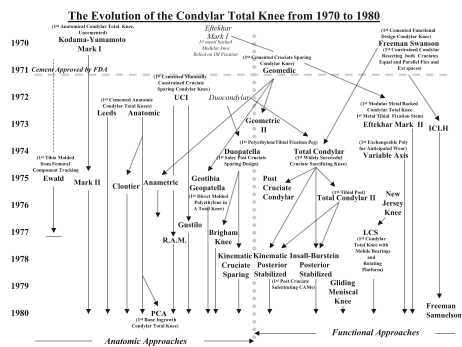 The Evolution of the Condylar Total Knee from 1970 to 1980
(1st Anatomical Condylar Total Knee,
Uncemented)
Kodama-Yamamoto
Mark I
Eftekhar
Mark I
1st metal backed
Modular knee
Relied on Oil Fixation
(1st Cemented Cruciate Sparing
Condylar Knee)
Geomedic
(1st Cemented Functional
Design Condylar Knee)
Freeman Swanson
(1st Cemented Condylar
Resecting both Cruciates
Equal and Parallel Flex and
Ext spaces)
1970
Cement Approved by FDA
1971
(1st Cemented Minimally
Constrained Cruciate
Sparing Condylar Knee)
UCI
(1st Cemented Anatomic
Condylar Total Knees)
Leeds Anatomic
Duocondylar
1972
(1st Modular Metal Backed
Condylar Total Knee
1st Metal Tibial Fixation Stem)
Eftekhar Mark II
ICLH
Geometric
II
1973
(1st Polyethylene/Tibial Fixation Peg)
Duopatella
(1st Soley Post Cruciate
Sparing Design)
Total Condylar
(1st Widely Successful
Cruciate Sacrificing Knee)
(1st Exchangeable Poly
for Anticipated Wear)
Variable Axis
1974
(1st Tibia Molded from
Femoral Component Tracking)
Ewald
Mark II
Cloutier
Anametric
Geotibia
Geopatella
(1st Direct Molded
Polyethylene in
A Total Knee)
Post
Cruciate
Condylar
(1st Tibial Post)
Total Condylar II
New
Jersey
Knee
1975
1976
Gustilo
R.A.M.
Brigham
Knee
LCS
(1st Condylar
Total Knee with
Mobile Bearings
and
Rotating
Platform)
1977
Kinematic
Cruciate
Sparing
Kinematic
Posterior
Stabilized
Insall-Burstein
Posterior
Stabilized
(1st Post Cruciate
Substituting CAMs)
1978
Gliding
Meniscal
Knee
1979
PCA
(1st Bone Ingrowth
Condylar Total Knee)
Freeman
Samuelson
1980
Anatomic Approaches
Functional Approaches